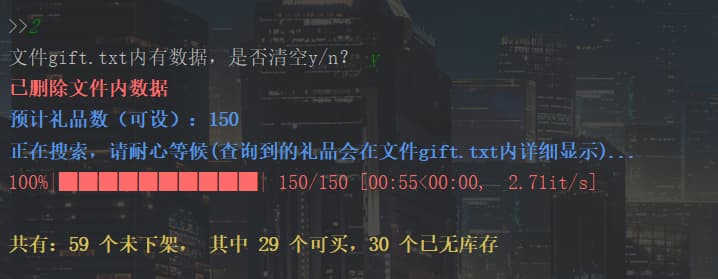 >>2
文件gift.txt内有数据，是否清空y/n? y
已删除文件内数据
预计礼品数（可设）：150
正在搜索，请耐心等候(查询到的礼品会在文件gift.txt内详细显示)...
100%|██████████| 150/150 [00:55<00:00,  2.71it/s]
共有：59 个未下架， 其中 29 个可买，30 个已无库存